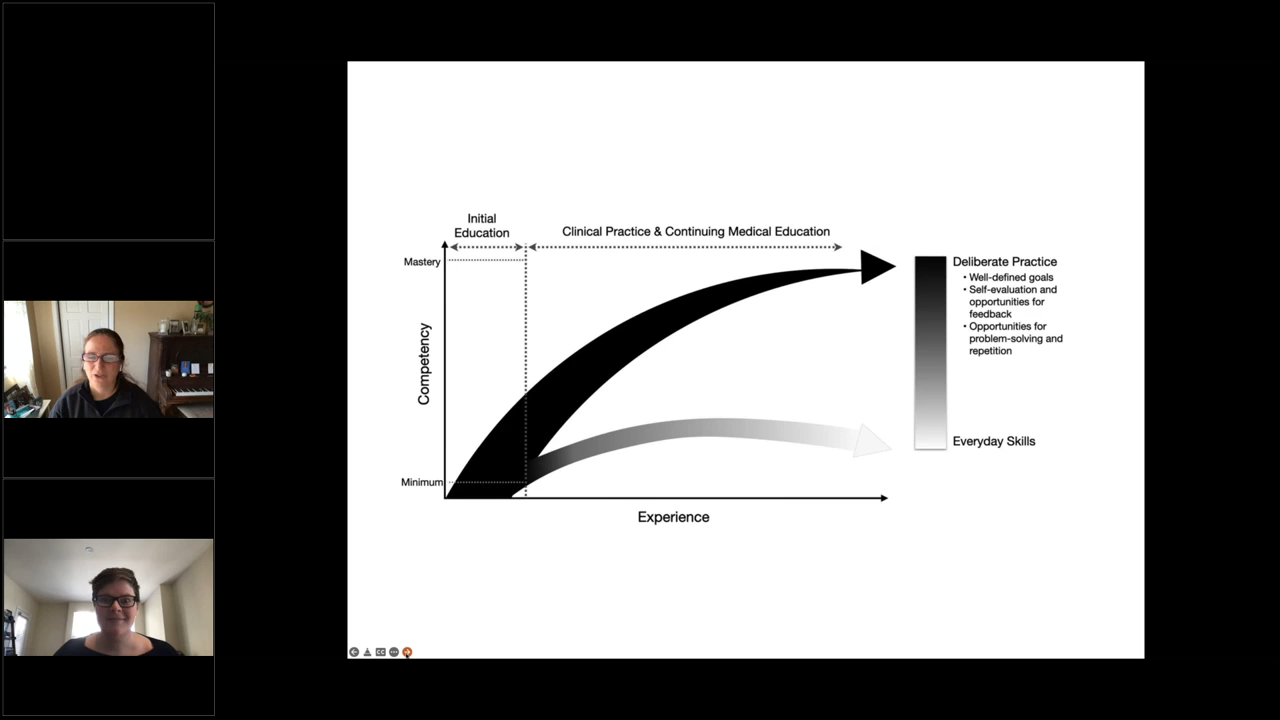 Initial
Education
Clinical Practice & Continuing Medical Education
Mastery
Competency
Minimum
Experience
Deliberate Practice
• Well-defined goals
• Self-evaluation and
opportunities for
feedback
• Opportunities for
problem-solving and
repetition
Everyday Skills